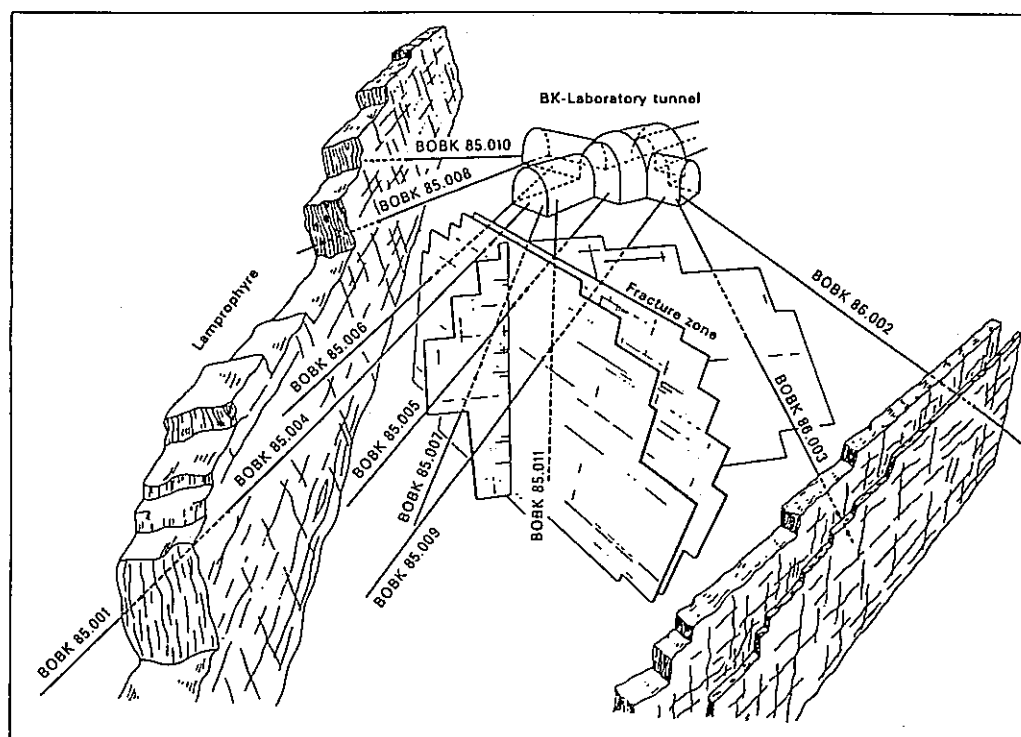 BK-Laboratory tunnel
BOBK 85.010
BOBK 85.008
Lamprophyre
BOBK 86.002
Fracture zone
BOBK 85.006
BOBK 85.004
BOBK 85.005
BOBK 85.007
BOBK 85.011
BOBK 86.003
BOBK 85.009
BOBK 85.001